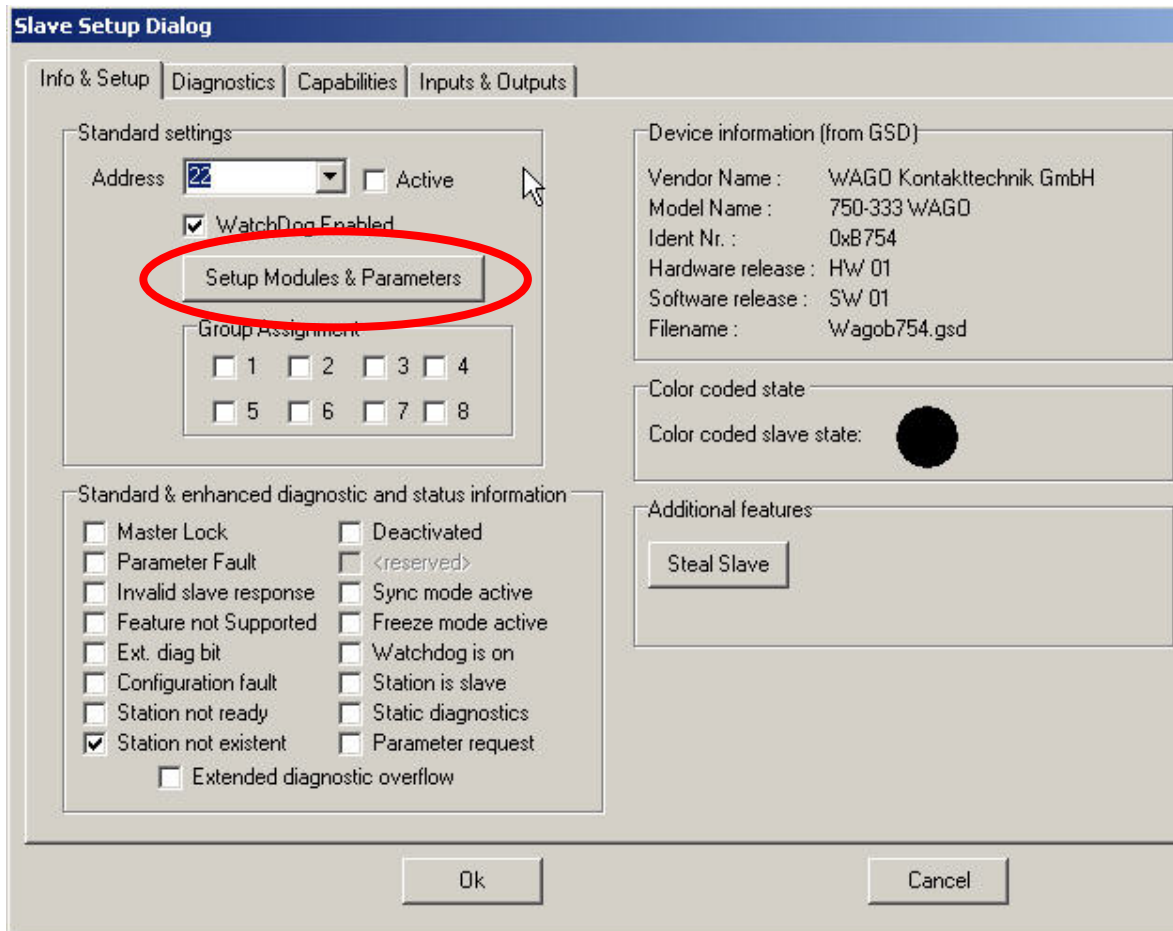 Slave Setup Dialog
Info & Setup
Diagnostics
Capabilities
Inputs & Outputs
Standard settings
Address
22
Active
WatchDog Enabled
Setup Modules & Parameters
Group Assignment
1
2
3
4
5
6
7
8
Device information (from GSD)
Vendor Name : WAGO Kontakttechnik GmbH
Model Name : 750-333 WAGO
Ident Nr. : 0xB754
Hardware release : HW 01
Software release : SW 01
Filename : Wagob754.gsd
Color coded state
Color coded slave state:
Standard & enhanced diagnostic and status information
Master Lock
Parameter Fault
Invalid slave response
Feature not Supported
Ext. diag bit
Configuration fault
Station not ready
Station not existent
Deactivated
<reserved>
Sync mode active
Freeze mode active
Watchdog is on
Station is slave
Static diagnostics
Parameter request
Extended diagnostic overflow
Additional features
Steal Slave
Ok
Cancel